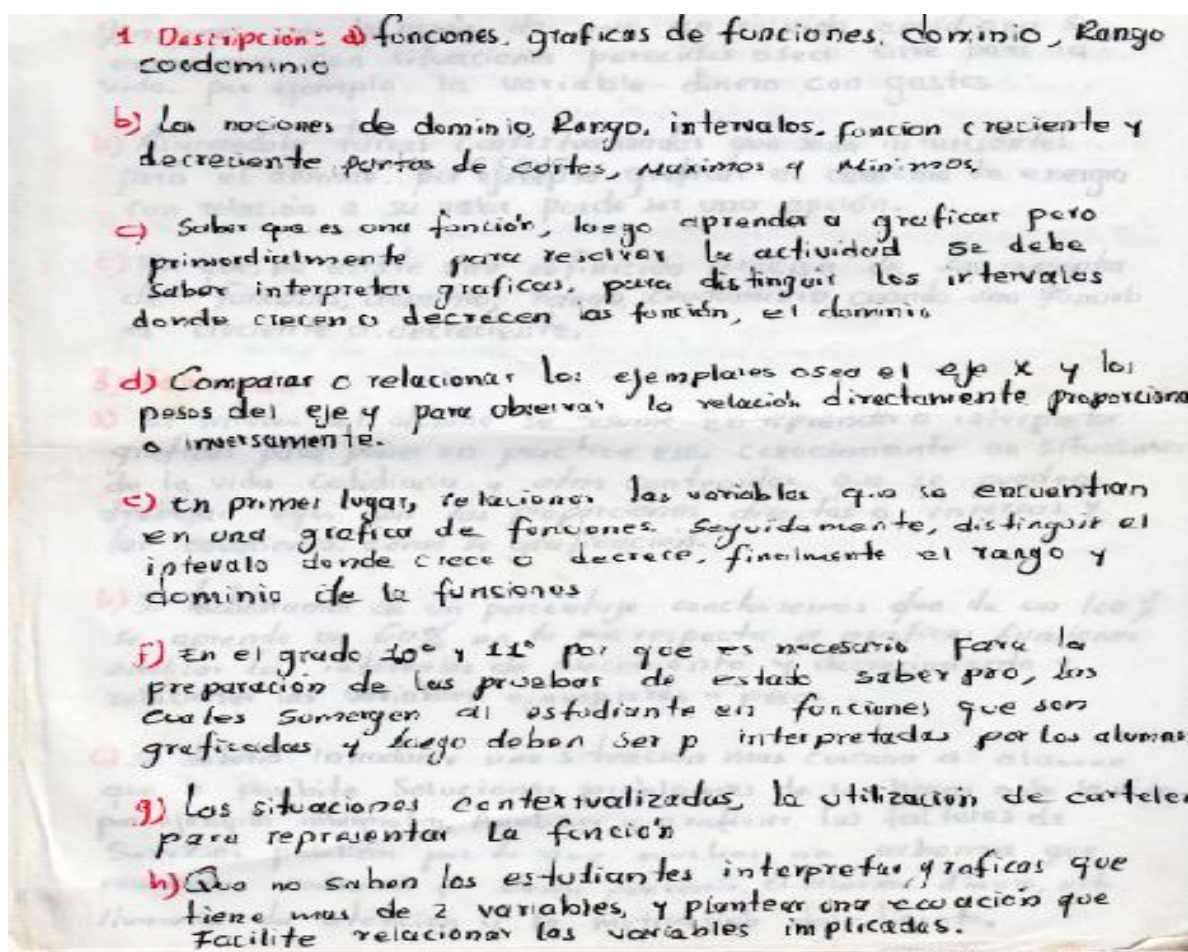 1 Descripción: a) funciones, graficas de funciones, dominio, Rango
coodominio
b) Las nociones de dominio, Rango, intervalos, funcion creciente y
decreciente, de cortes, maximos y Minimos.
c) Saber que es una función, luego aprender a graficar pero
primordialmente para resolver la actividad se debe
Saber interpretar graficas, para distinguir los intervalos
donde crecen o decrecen las función, el dominio
d) Comparar o relacionar los ejemplares osea el eje x y los
pesos del eje y para observar la relación directamente proporciona
o inversamente.
e) En primer lugar, relacionar las variables que se encuentran
en una grafica de funciones. Seguidamente, distinguir el
intevalo donde crece o decrece, finalmente el rango y
dominio de la funciones
f) En el grado 10° y 11° por que es necesario para la
preparación de las pruebas de estado saber pro, las
cuales sumergen al estudiante en funciones que son
graficadas y luego deben ser p interpretadas por los alumnos
g) Las situaciones contextualizadas, la utilización de carteler
para representar La función
h) Que no saben los estudiantes interpretar graficas que
tiene mas de 2 variables, y plantear una ecuación que
Facilite relacionar las variables implicadas.